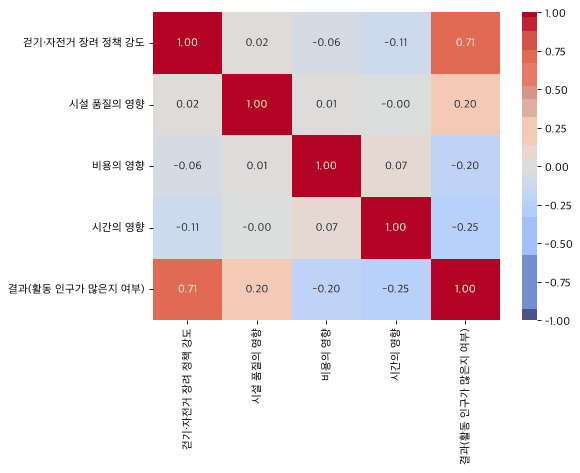 걷기·자전거 장려 정책 강도
1.00 0.02 -0.06 -0.11 0.71
시설 품질의 영향
0.02 1.00 0.01 -0.00 0.20
비용의 영향
-0.06 0.01 1.00 0.07 -0.20
시간의 영향
-0.11 -0.00 0.07 1.00 -0.25
결과(활동 인구가 많은지 여부)
0.71 0.20 -0.20 -0.25 1.00
걷기·자전거 장려 정책 강도
시설 품질의 영향
비용의 영향
시간의 영향
결과(활동 인구가 많은지 여부)
1.00
0.75
0.50
0.25
0.00
-0.25
-0.50
-0.75
-1.00